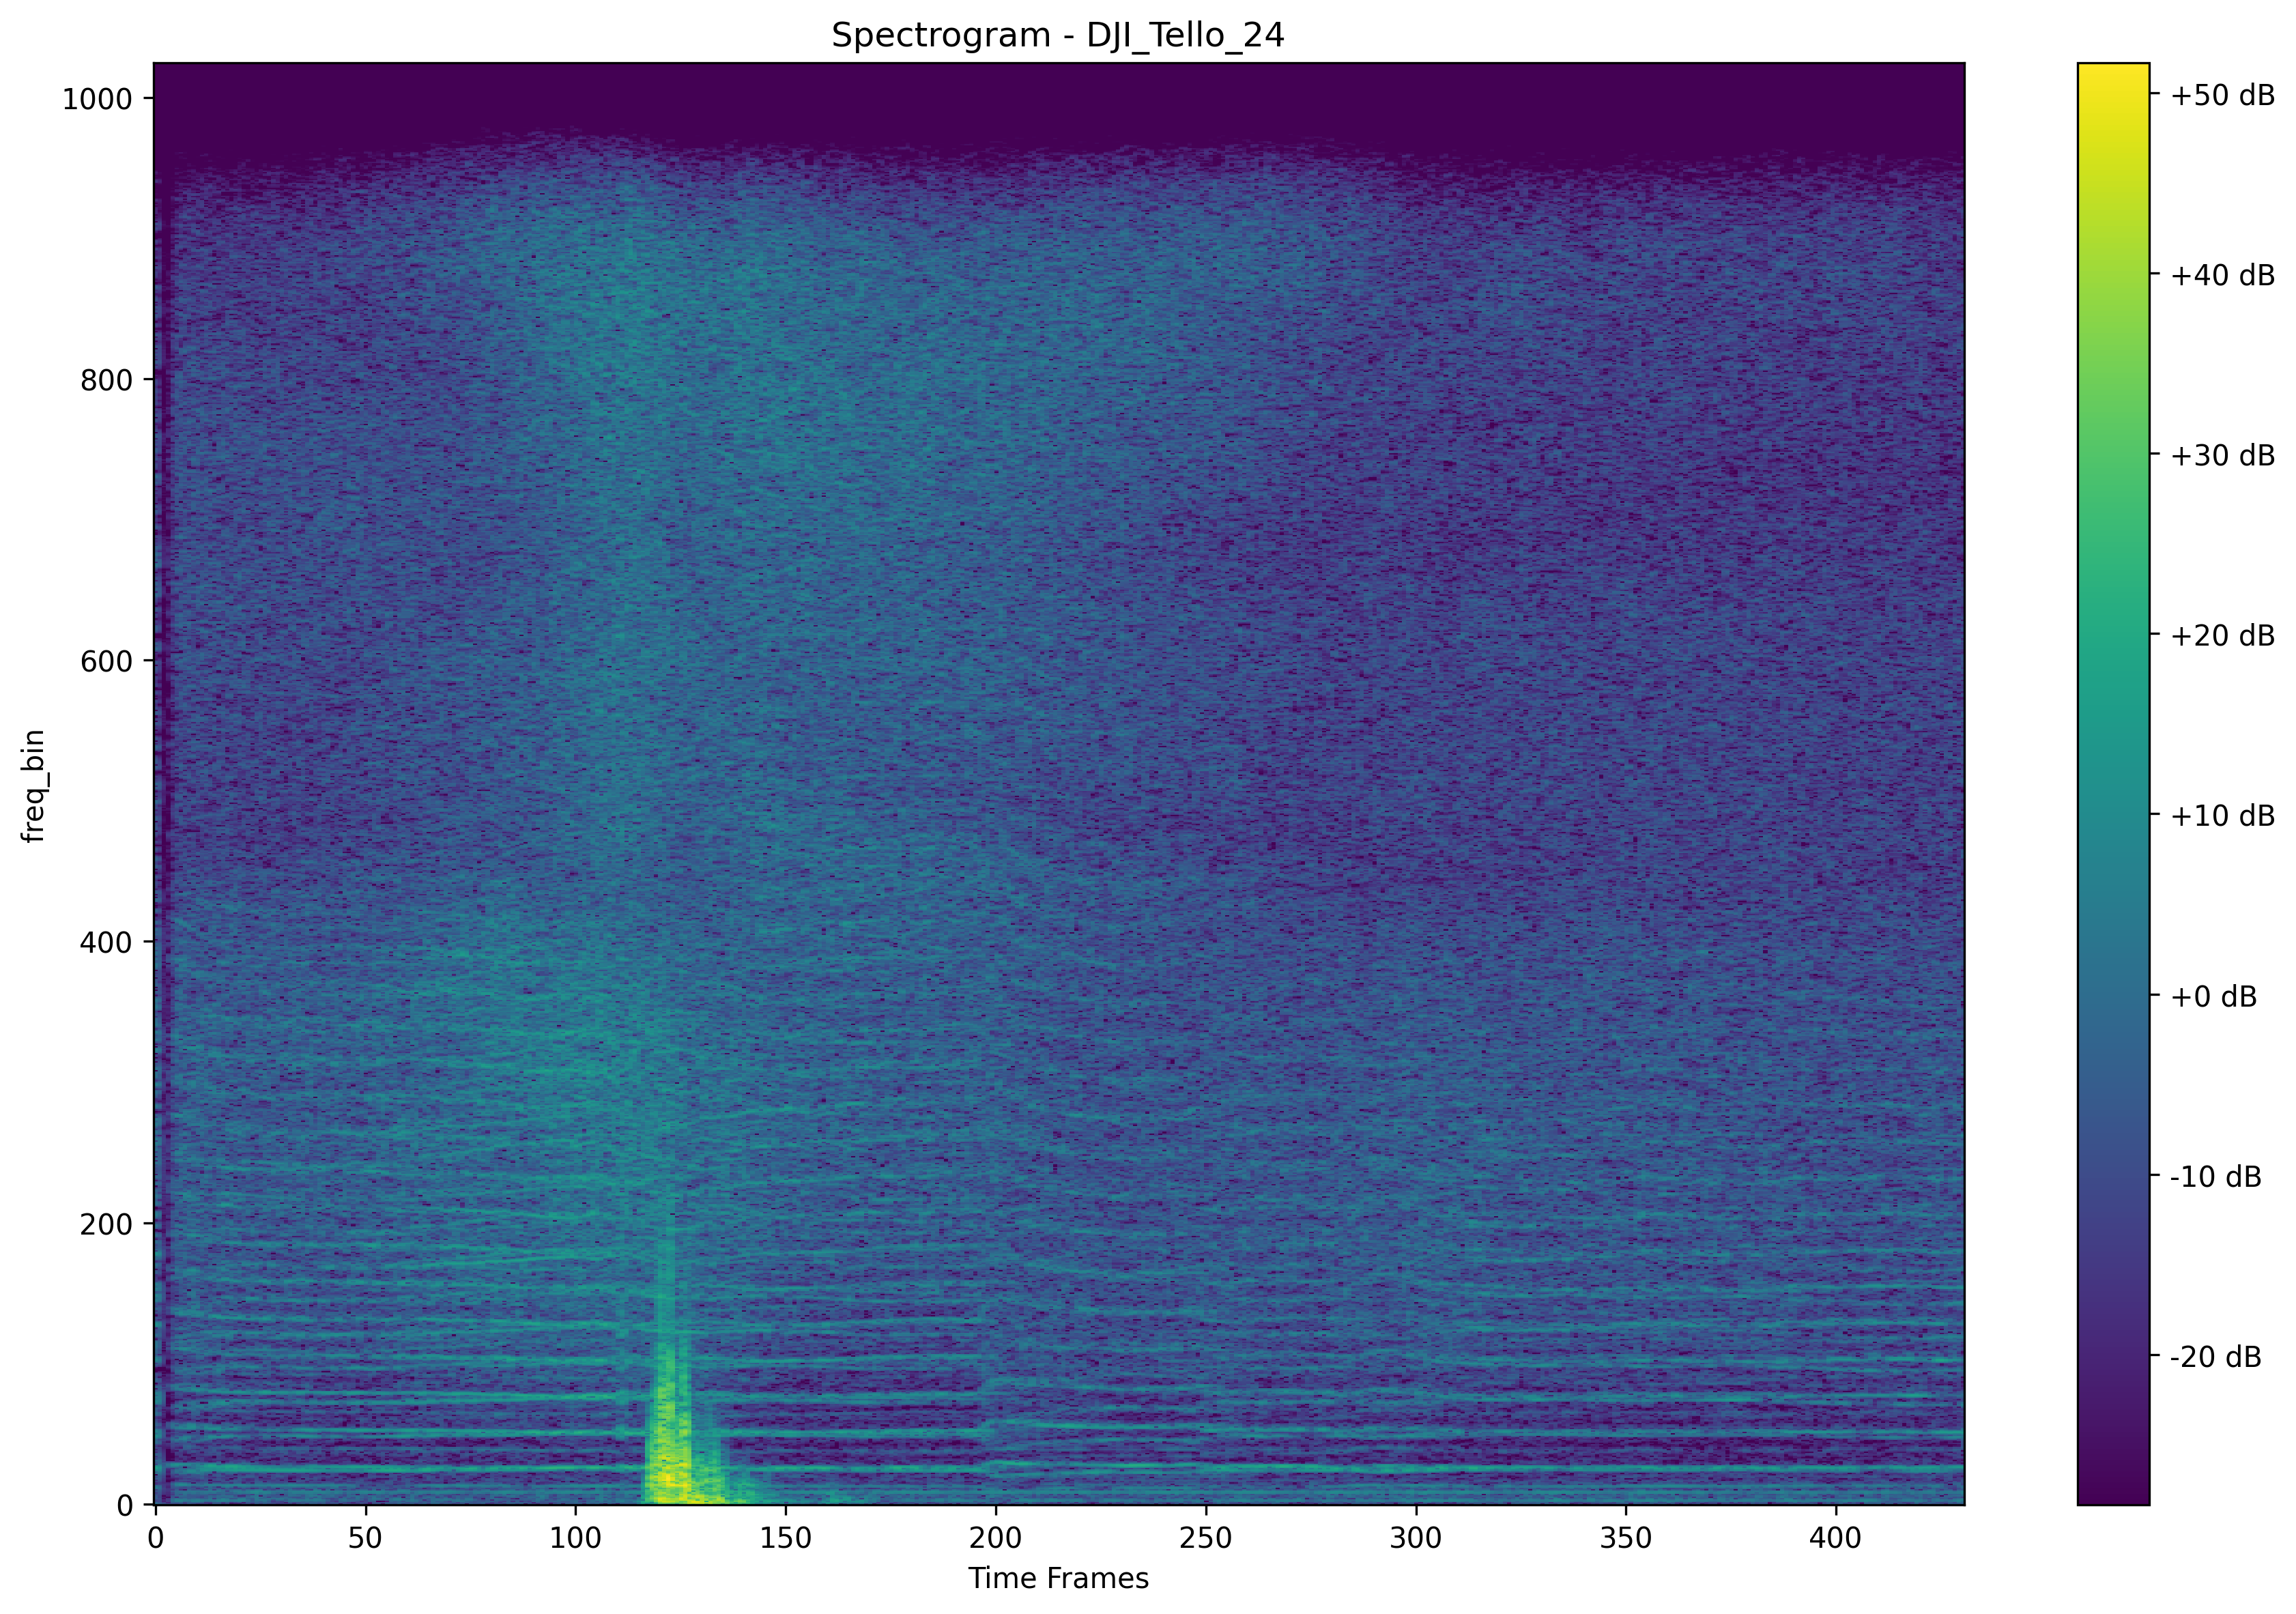 Spectrogram - DJI_Tello_24
1000
800
600
400
200
0
freq_bin
0 50 100 150 200 250 300 350 400
Time Frames
+50 dB
+40 dB
+30 dB
+20 dB
+10 dB
+0 dB
-10 dB
-20 dB